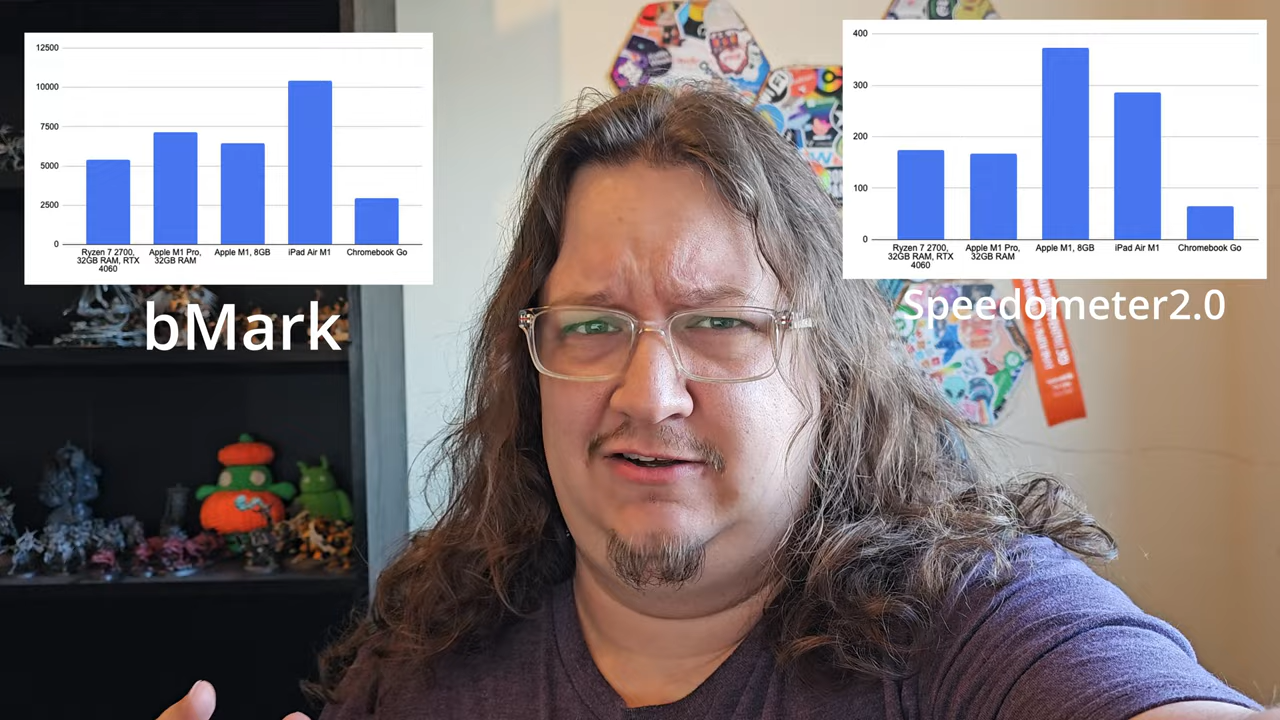 12500
10000
7500
5000
2500
0
Ryzen 7 2700,
32GB RAM, RTX
4060
Apple M1 Pro,
32GB RAM
Apple M1, 8GB
iPad Air M1
Chromebook Go
bMark
400
300
200
100
0
Ryzen 7 2700,
32GB RAM, RTX
4060
Apple M1 Pro,
32GB RAM
Apple M1, 8GB
iPad Air M1
Chromebook Go
Speedometer2.0